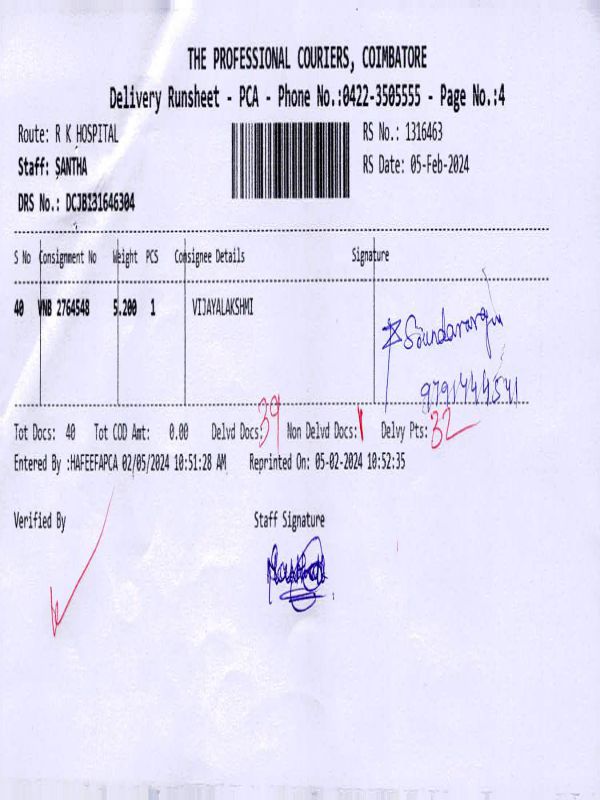 THE PROFESSIONAL COURIERS, COIMBATORE
Delivery Runsheet - PCA - Phone No.:0422-3505555 - Page No.:4
Route: R K HOSPITAL RS No.: 1316463
Staff: SANTHA RS Date: 05-Feb-2024
DRS No.: DCJB131646304
S No Consignment No Weight PCS Consignee Details Signature
40 VNB 2764548 5.200 1 VIJAYALAKSHMI
Soundararajan
9791444541
Tot Docs: 40 Tot COD Amt: 0.00 Delvd Docs: 39 Non Delvd Docs: 1 Delvy Pts: 32
Entered By :HAFEEFAPCA 02/05/2024 10:51:28 AM Reprinted On: 05-02-2024 10:52:35
Verified By Staff Signature